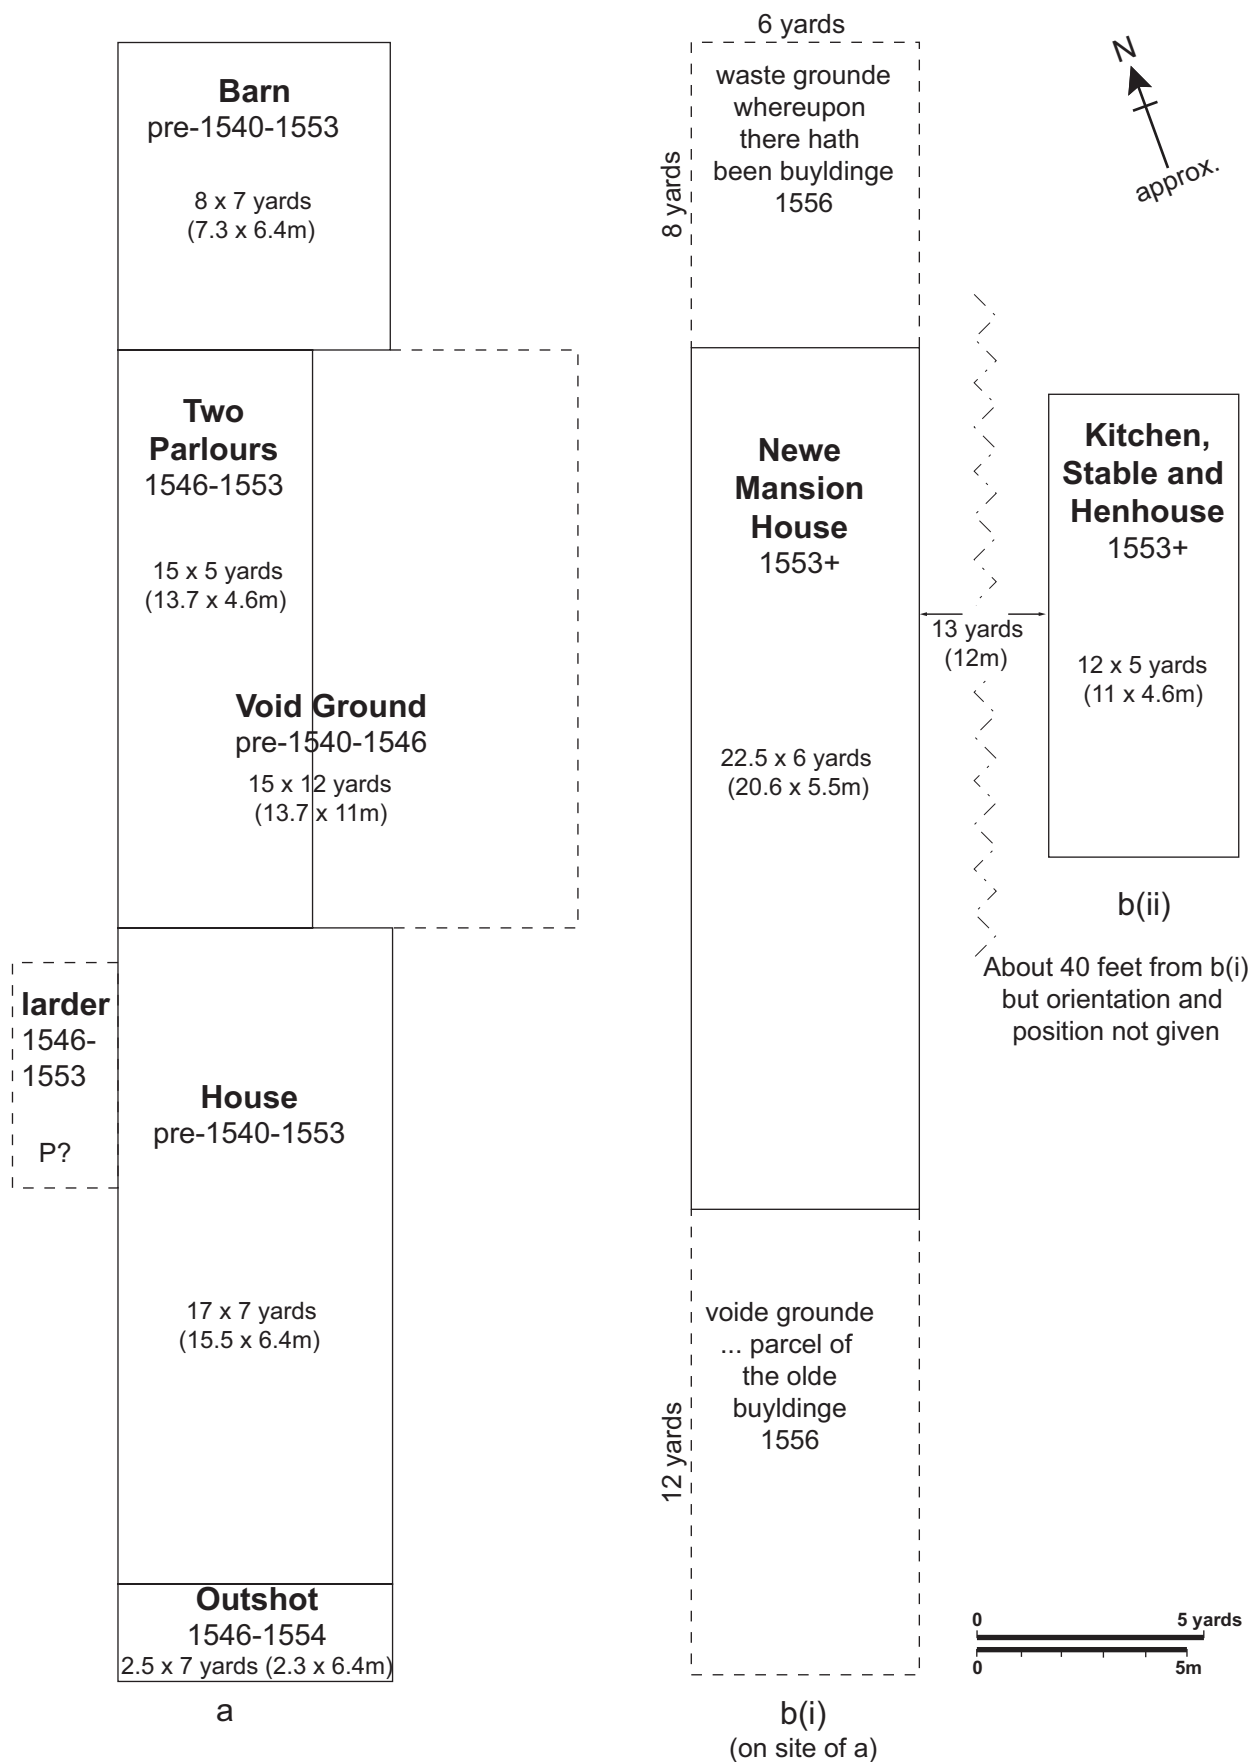 Barn
pre-1540-1553
8 x 7 yards
(7.3 x 6.4m)
Two
Parlours
1546-1553
15 x 5 yards
(13.7 x 4.6m)
Void Ground
pre-1540-1546
15 x 12 yards
(13.7 x 11m)
larder
1546-
1553
P?
House
pre-1540-1553
17 x 7 yards
(15.5 x 6.4m)
Outshot
1546-1554
2.5 x 7 yards (2.3 x 6.4m)
a
6 yards
8 yards
waste grounde
whereupon
there hath
been buyldinge
1556
Newe
Mansion
House
1553+
22.5 x 6 yards
(20.6 x 5.5m)
12 yards
voide grounde
... parcel of
the olde
buyldinge
1556
b(i)
(on site of a)
13 yards
(12m)
N
approx.
Kitchen,
Stable and
Henhouse
1553+
12 x 5 yards
(11 x 4.6m)
b(ii)
About 40 feet from b(i)
but orientation and
position not given
0 5 yards
0 5m